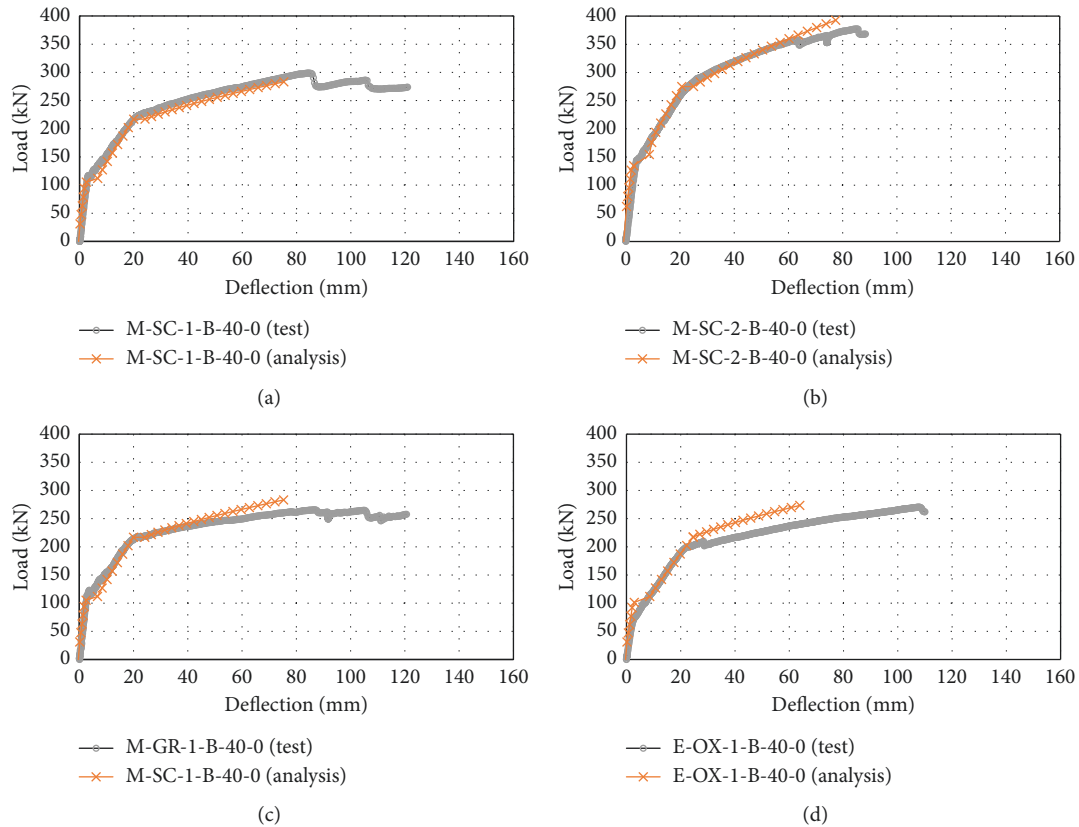 400
350
300
250
200
150
100
50
0
Load (kN)
0 20 40 60 80 100 120 140 160
Deflection (mm)
M-SC-1-B-40-0 (test)
M-SC-1-B-40-0 (analysis)
(a)
400
350
300
250
200
150
100
50
0
Load (kN)
0 20 40 60 80 100 120 140 160
Deflection (mm)
M-SC-2-B-40-0 (test)
M-SC-2-B-40-0 (analysis)
(b)
400
350
300
250
200
150
100
50
0
Load (kN)
0 20 40 60 80 100 120 140 160
Deflection (mm)
M-GR-1-B-40-0 (test)
M-SC-1-B-40-0 (analysis)
(c)
400
350
300
250
200
150
100
50
0
Load (kN)
0 20 40 60 80 100 120 140 160
Deflection (mm)
E-OX-1-B-40-0 (test)
E-OX-1-B-40-0 (analysis)
(d)